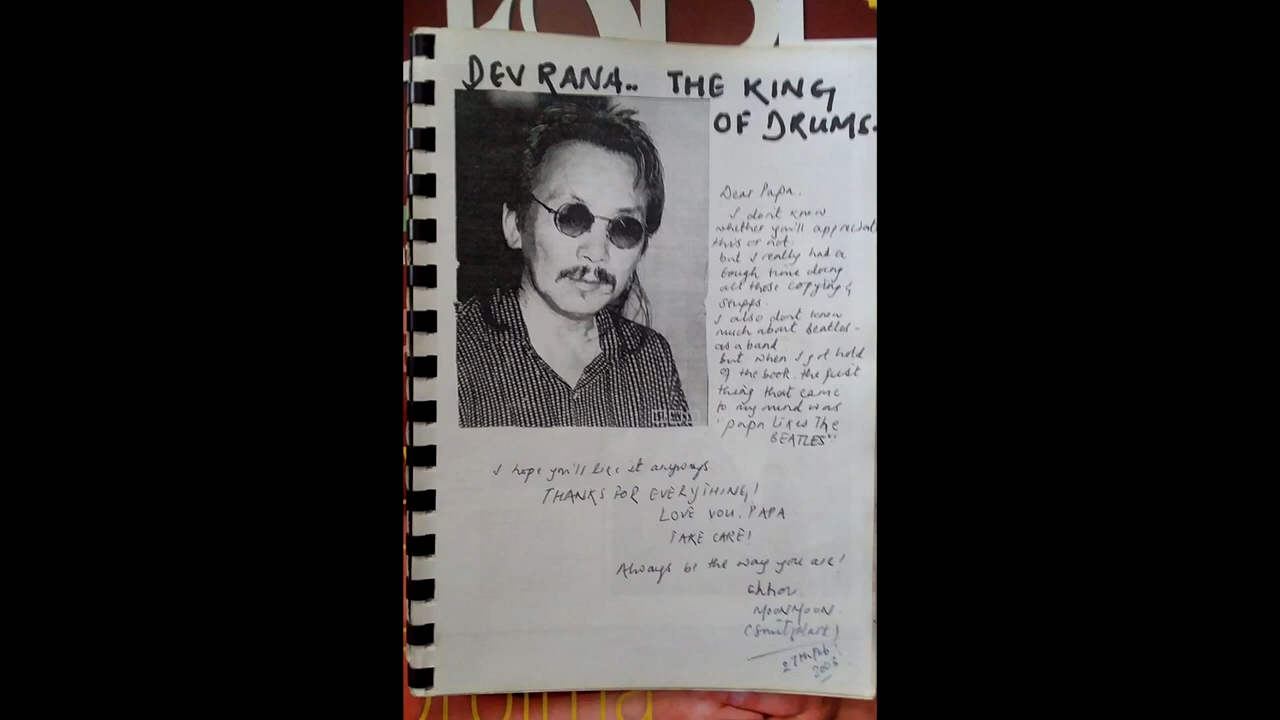 DEV RANA.. THE KING
OF DRUMS.
Dear Papa.
I dont know
whether you'll appreciat
this or not.
but I really had a
tough time doing
all those copying &
stuffs.
I also dont know
much about Beatles-
as a band.
but when I got hold
of the book. the first
thing that came
to my mind was
"papa likes The
BEATLES"
I hope you'll like it anyways
THANKS FOR EVERYTHING!
LOVE YOU. PAPA
TAKE CARE!
Always be the way you are!
chhori
MOONMOON.
27th Feb